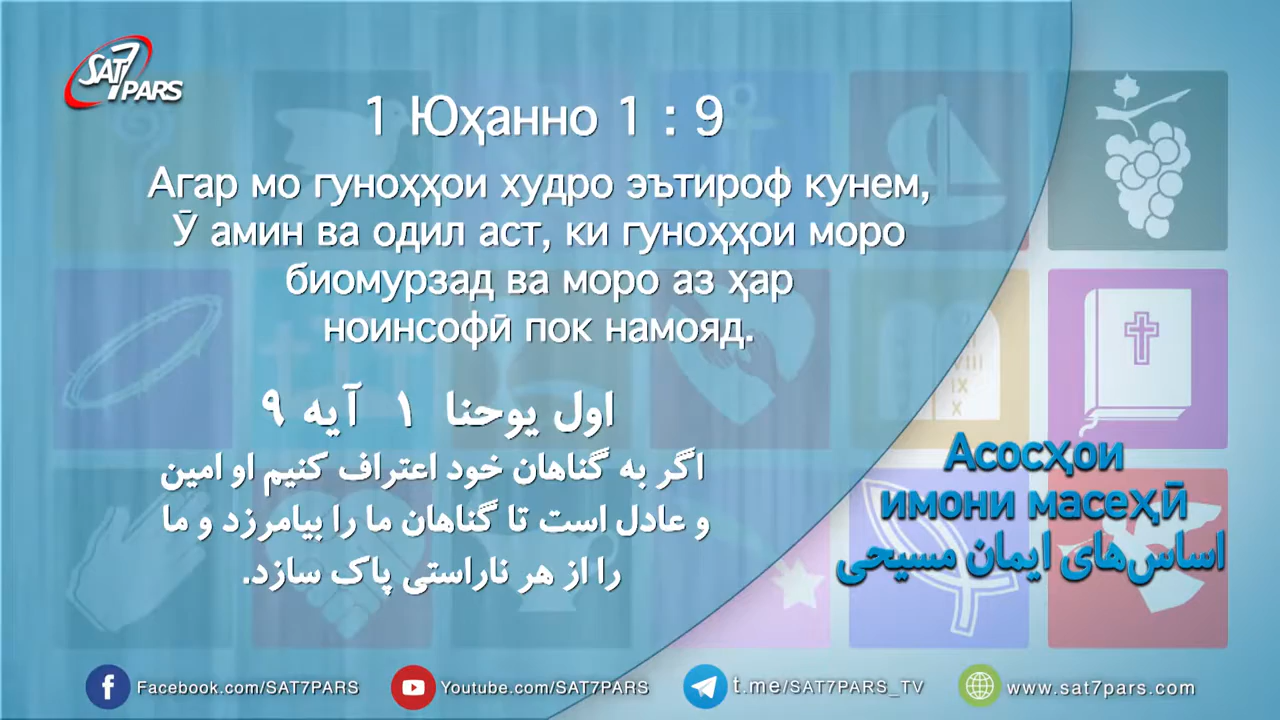 SAT7
PARS
1 Юҳанно 1 : 9
Агар мо гуноҳҳои худро эътироф кунем,
Ӯ амин ва одил аст, ки гуноҳҳои моро
биомурзад ва моро аз ҳар
ноинсофӣ пок намояд.
اول یوحنا ۱ آیه ۹
اگر به گناهان خود اعتراف کنیم او امین
و عادل است تا گناهان ما را بیامرزد و ما
را از هر ناراستی پاک سازد.
VIII
IX
X
Асосҳои
имони масеҳӣ
اساس‌های ایمان مسیحی
Facebook.com/SAT7PARS
Youtube.com/SAT7PARS
t.me/SAT7PARS_TV
www.sat7pars.com